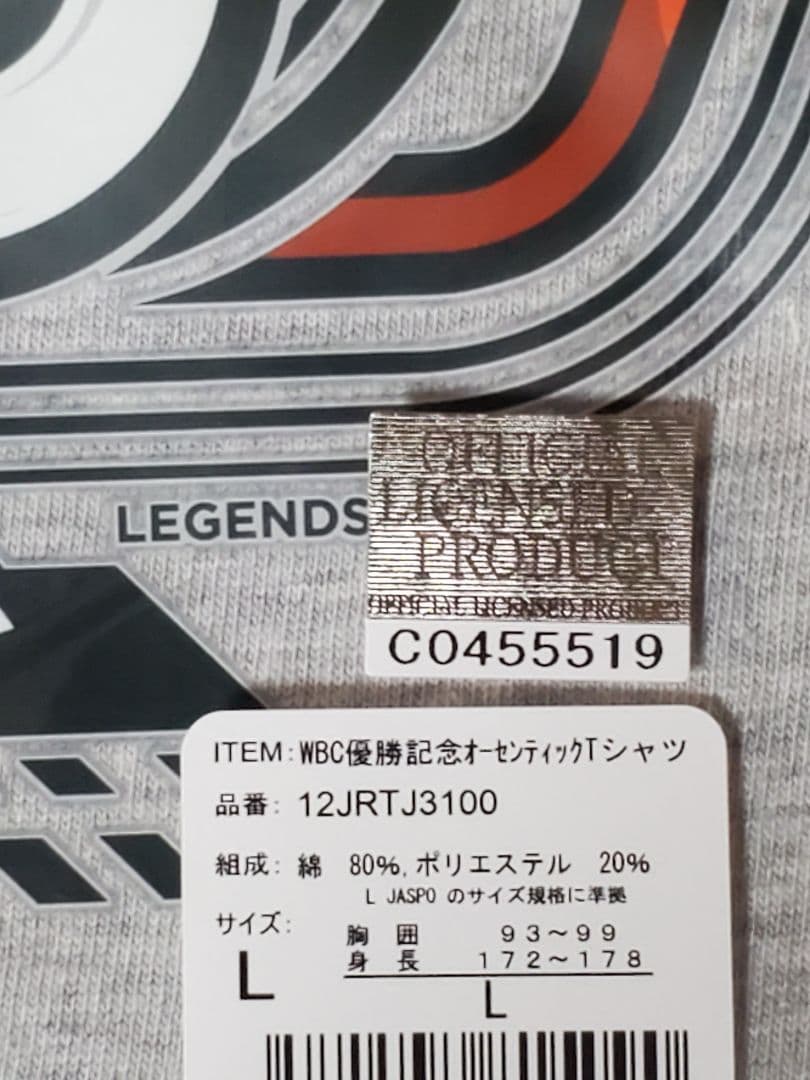 LEGENDS
OFFICIAL
LICENSED
PRODUCT
OFFICIAL LICENSED PRODUCT
C0455519
ITEM:WBC優勝記念ｵｰｾﾝﾃｨｯｸTシャツ
品番: 12JRTJ3100
組成: 綿 80%,ポリエステル 20%
L JASPO のサイズ規格に準拠
サイズ:
L
胸 囲 93～99
身 長 172～178
L